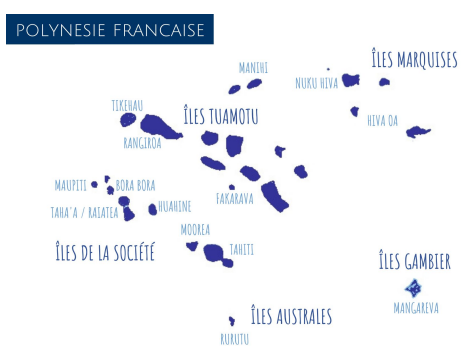 POLYNESIE FRANCAISE
ÎLES MARQUISES
MANIHI
NUKU HIVA
TIKEHAU
ÎLES TUAMOTU
HIVA OA
RANGIROA
MAUPITI
BORA BORA
FAKARAVA
TAHA'A / RAIATEA
HUAHINE
MOOREA
ÎLES DE LA SOCIÉTÉ
TAHITI
ÎLES GAMBIER
MANGAREVA
ÎLES AUSTRALES
RURUTU